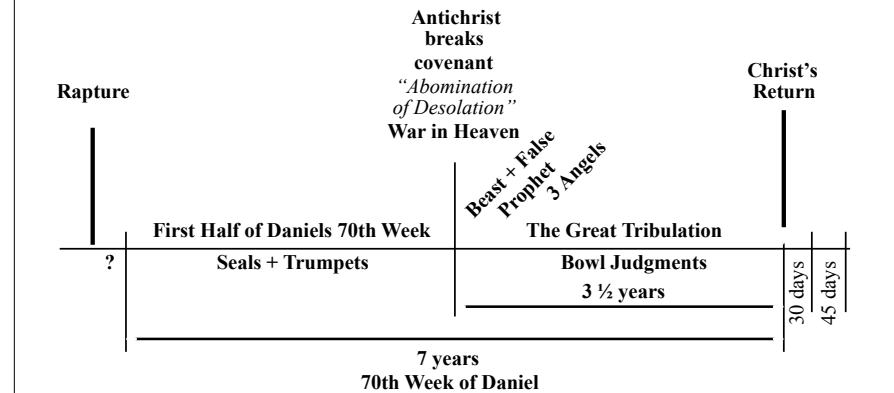 Antichrist
breaks
covenant
“Abomination
of Desolation”
War in Heaven
Rapture
Christ's
Return
Beast + False
Prophet
3 Angels
First Half of Daniels 70th Week
The Great Tribulation
?
Seals + Trumpets
Bowl Judgments
3 ½ years
30 days
45 days
7 years
70th Week of Daniel